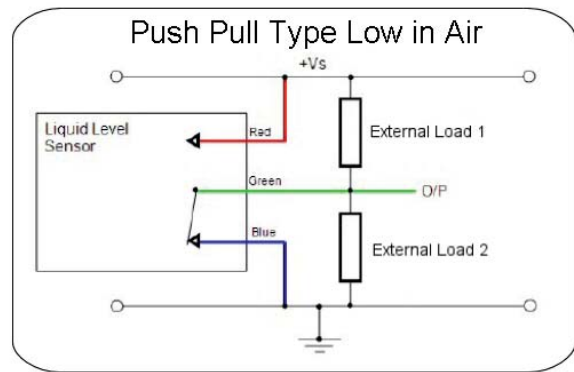 Push Pull Type Low in Air
+Vs
Liquid Level
Sensor
Red
External Load 1
Green
O/P
Blue
External Load 2